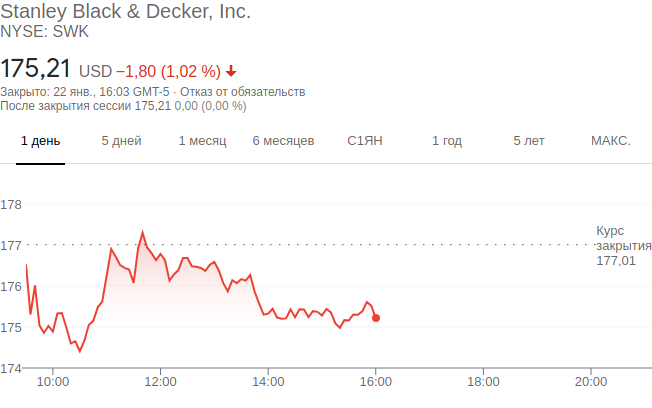 Stanley Black & Decker, Inc.
NYSE: SWK
175,21 USD −1,80 (1,02 %)
Закрыто: 22 янв., 16:03 GMT-5 · Отказ от обязательств
После закрытия сессии 175,21 0,00 (0,00 %)
1 день 5 дней 1 месяц 6 месяцев С1ЯН 1 год 5 лет МАКС.
178
177
176
175
174
Курс
закрытия
177,01
10:00 12:00 14:00 16:00 18:00 20:00